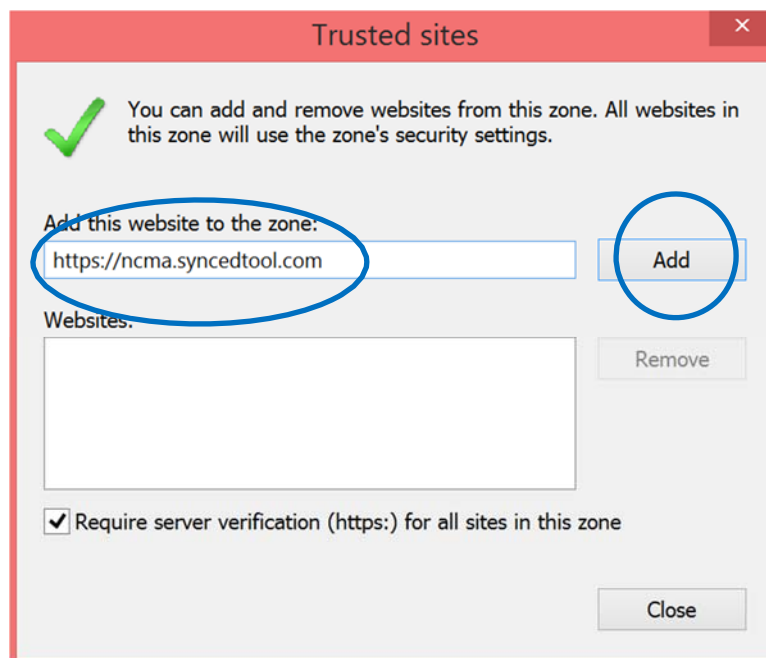 Trusted sites
You can add and remove websites from this zone. All websites in
this zone will use the zone's security settings.
Add this website to the zone:
https://ncma.syncedtool.com
Add
Websites:
Remove
Require server verification (https:) for all sites in this zone
Close